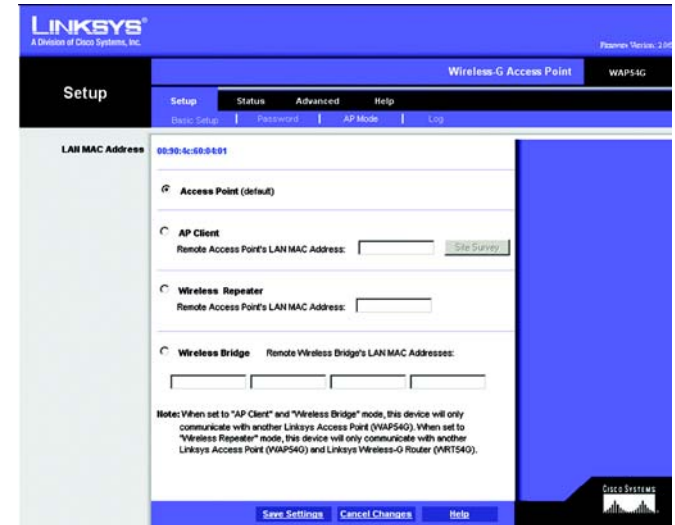 LINKSYS®
A Division of Cisco Systems, Inc.
Firmware Version: 2.0
Wireless-G Access Point WAP54G
Setup
Setup Status Advanced Help
Basic Setup | Password | AP Mode | Log
LAN MAC Address 00:90:4c:60:04:01
Access Point (default)
AP Client
Remote Access Point's LAN MAC Address: Site Survey
Wireless Repeater
Remote Access Point's LAN MAC Address:
Wireless Bridge Remote Wireless Bridge's LAN MAC Addresses:
Note: When set to "AP Client" and "Wireless Bridge" mode, this device will only
communicate with another Linksys Access Point (WAP54G). When set to
"Wireless Repeater" mode, this device will only communicate with another
Linksys Access Point (WAP54G) and Linksys Wireless-G Router (WRT54G).
Save Settings Cancel Changes Help
CISCO SYSTEMS